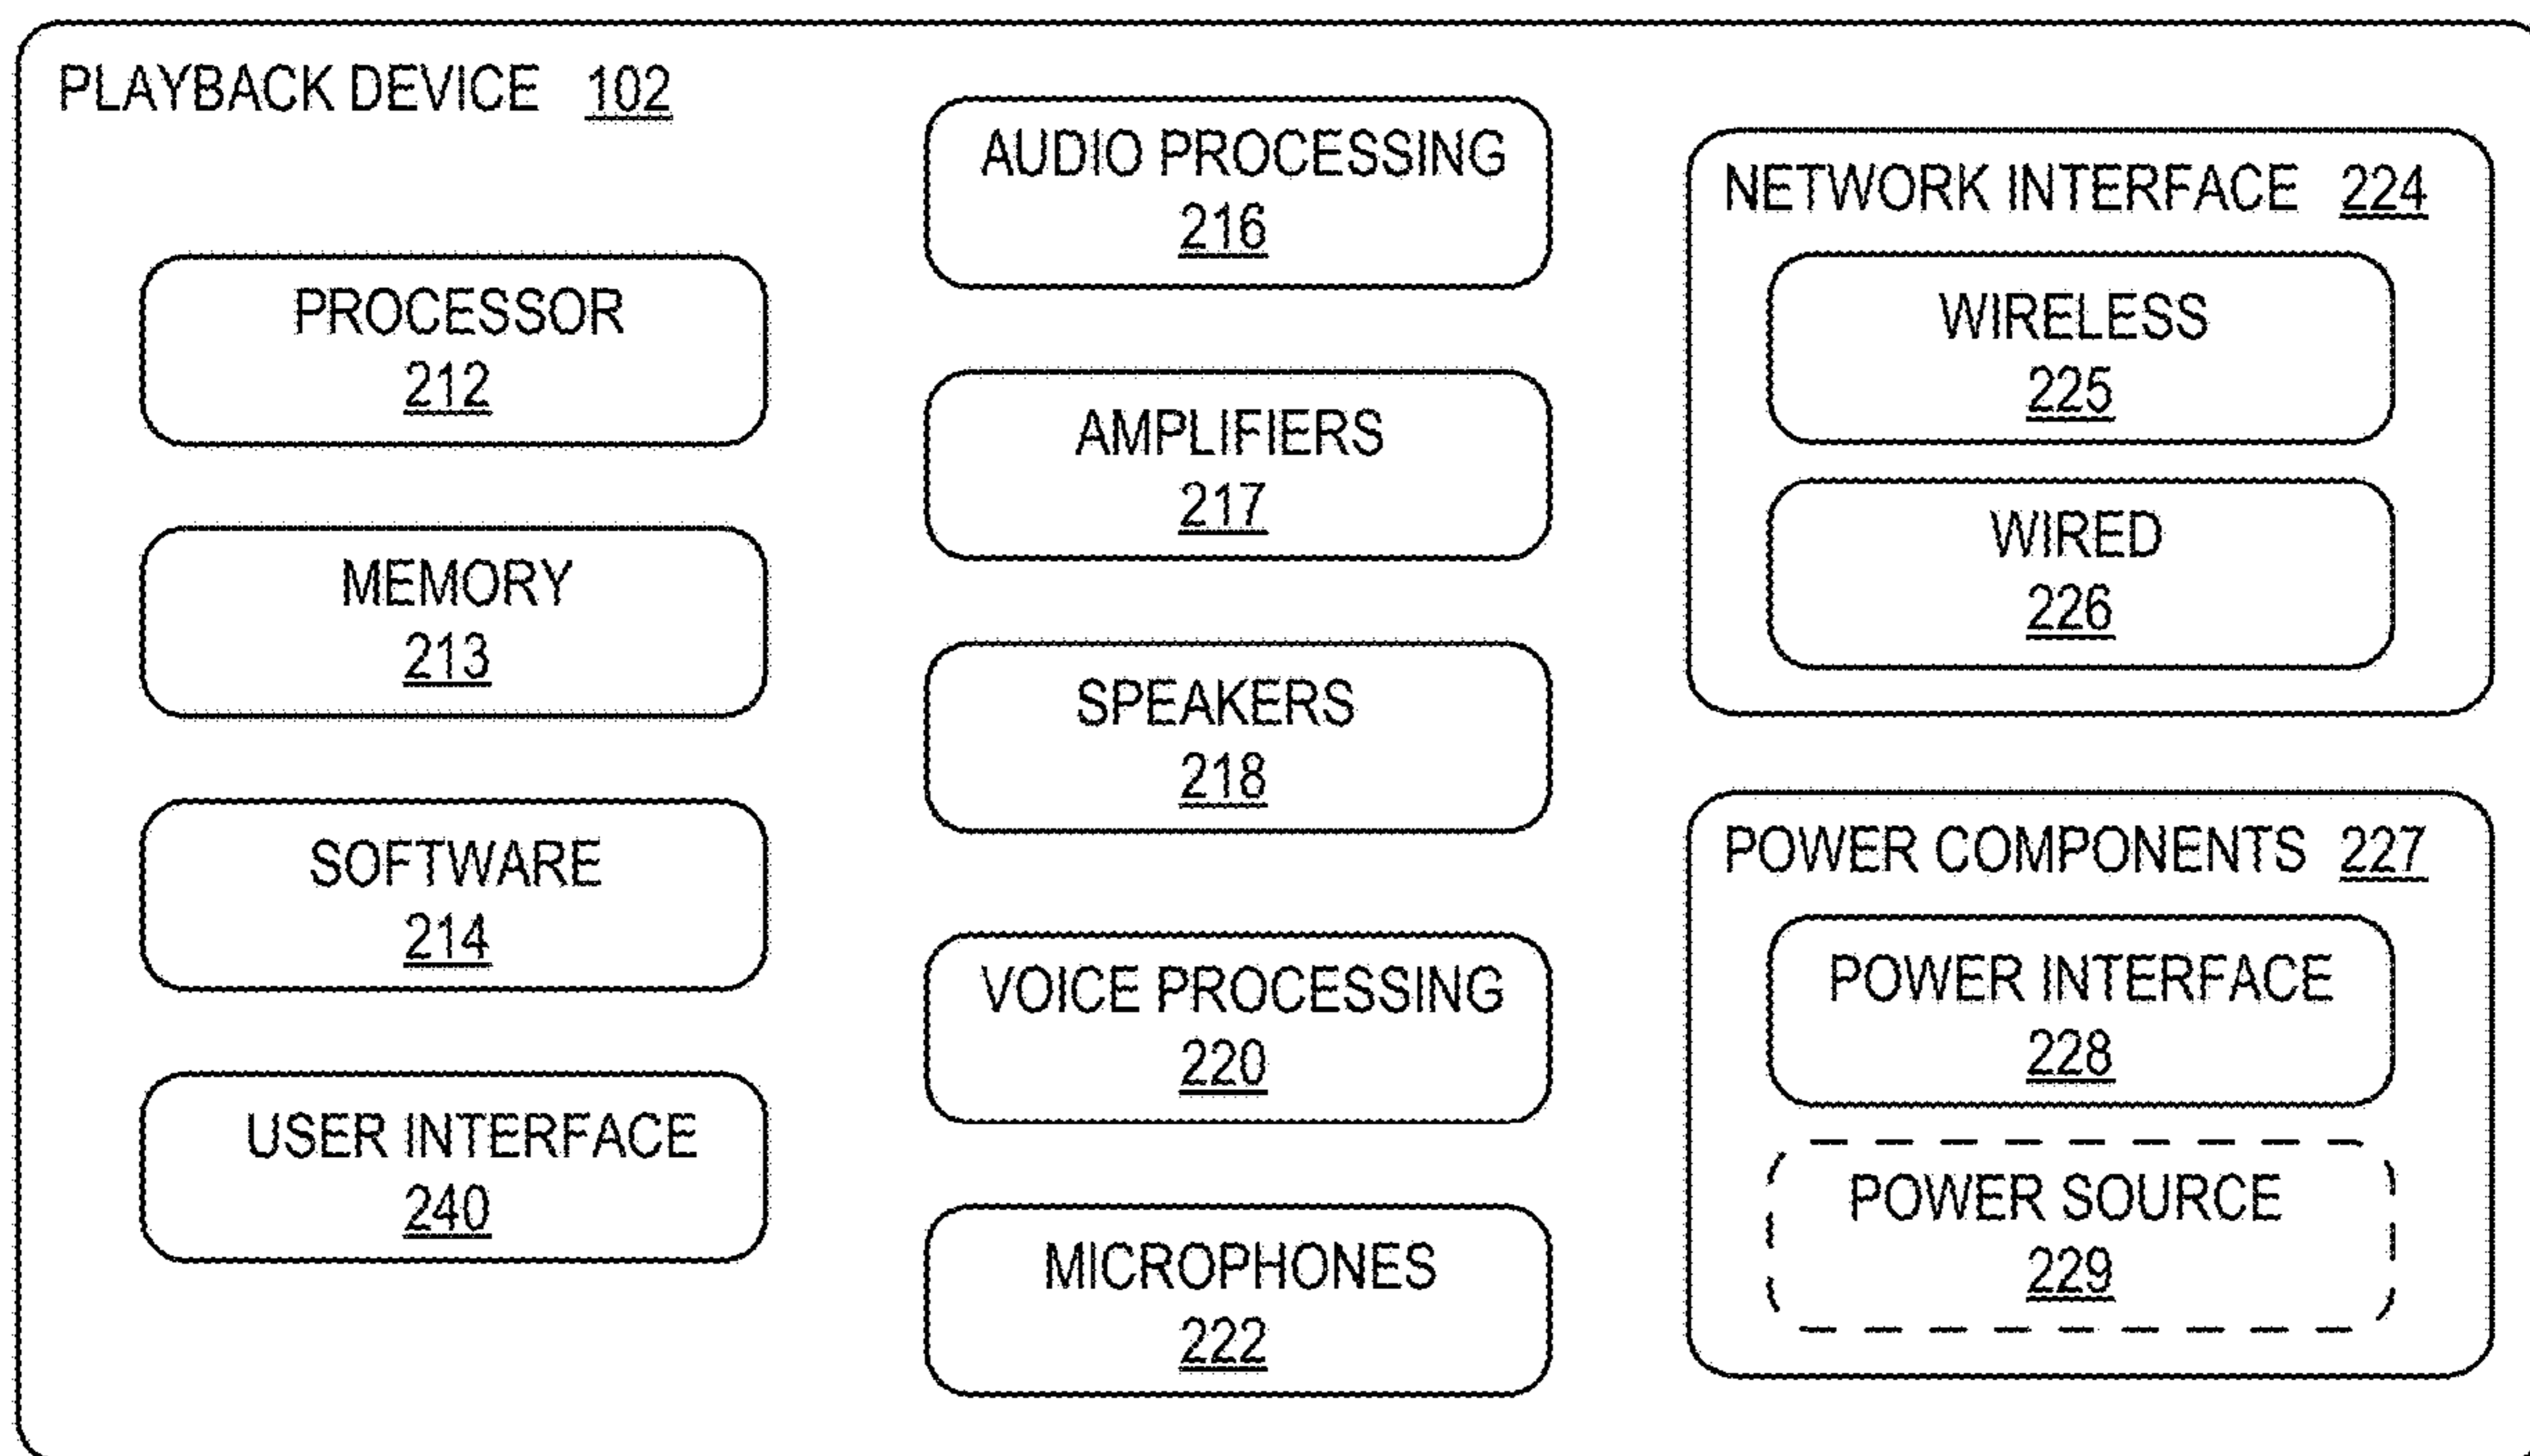 PLAYBACK DEVICE 102
PROCESSOR
212
MEMORY
213
SOFTWARE
214
USER INTERFACE
240
AUDIO PROCESSING
216
AMPLIFIERS
217
SPEAKERS
218
VOICE PROCESSING
220
MICROPHONES
222
NETWORK INTERFACE 224
WIRELESS
225
WIRED
226
POWER COMPONENTS 227
POWER INTERFACE
228
POWER SOURCE
229